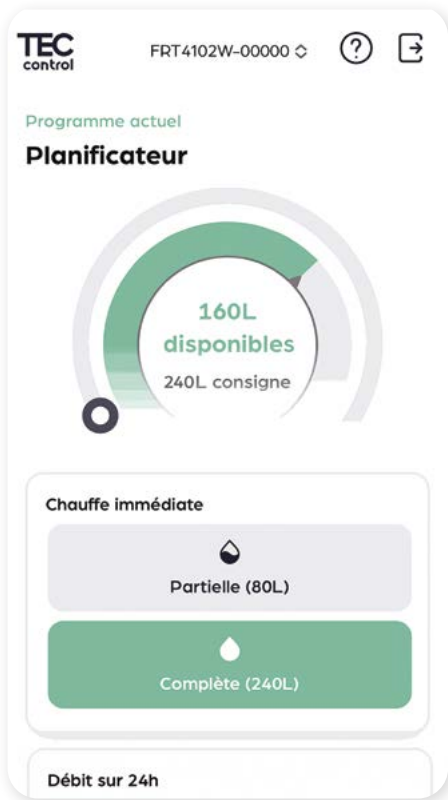 TEC
control
FRT4102W-00000
Programme actuel
Planificateur
160L
disponibles
240L consigne
Chauffe immédiate
Partielle (80L)
Complète (240L)
Débit sur 24h